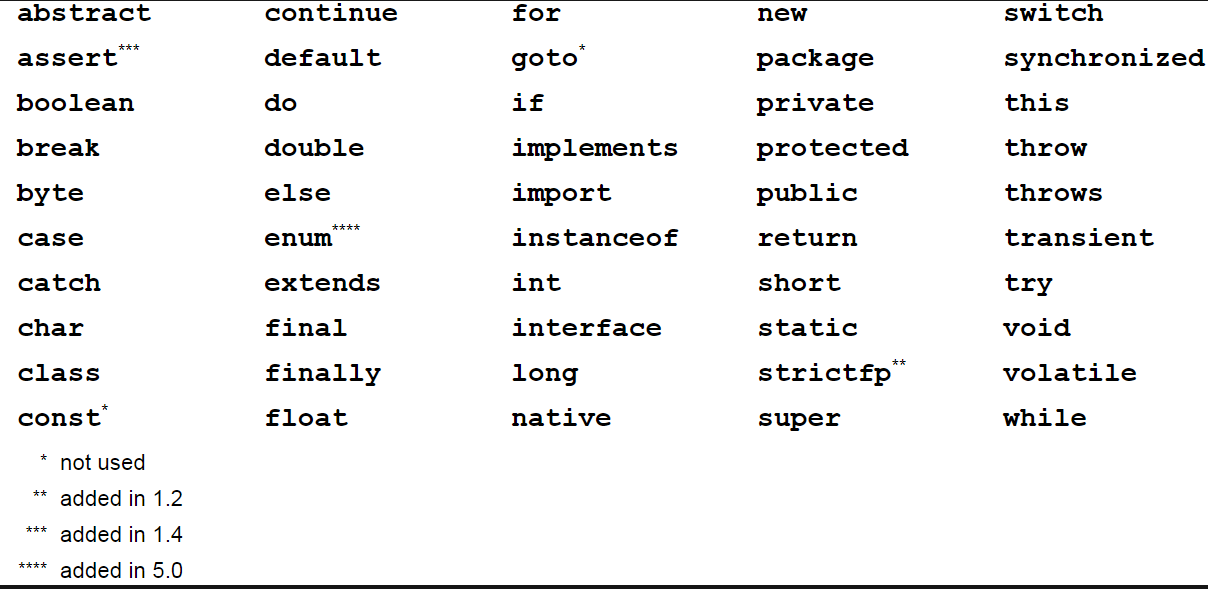 abstract continue for new switch
assert*** default goto* package synchronized
boolean do if private this
break double implements protected throw
byte else import public throws
case enum**** instanceof return transient
catch extends int short try
char final interface static void
class finally long strictfp** volatile
const* float native super while
* not used
** added in 1.2
*** added in 1.4
**** added in 5.0